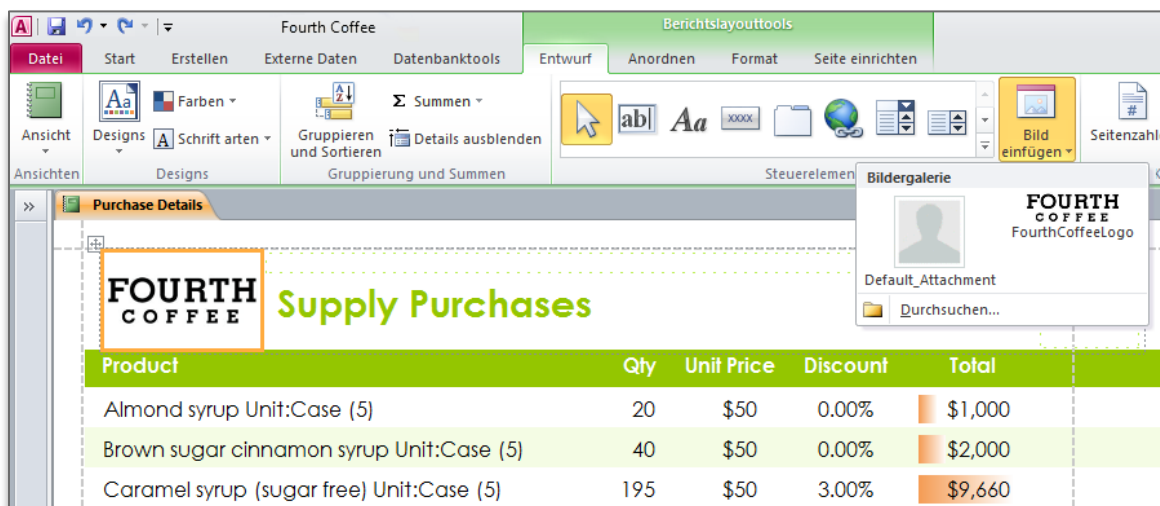 Fourth Coffee
Berichtslayouttools
Datei Start Erstellen Externe Daten Datenbanktools Entwurf Anordnen Format Seite einrichten
Ansicht
Designs
Farben
Schrift arten
Gruppieren
und Sortieren
Σ Summen
Details ausblenden
ab
Aa
XXXX
Bild
einfügen
Ansichten Designs Gruppierung und Summen
Bildergalerie
FOURTH
COFFEE
FourthCoffeeLogo
Default_Attachment
Durchsuchen...
Purchase Details
FOURTH
COFFEE
Supply Purchases
Product Qty Unit Price Discount Total
Almond syrup Unit:Case (5) 20 $50 0.00% $1,000
Brown sugar cinnamon syrup Unit:Case (5) 40 $50 0.00% $2,000
Caramel syrup (sugar free) Unit:Case (5) 195 $50 3.00% $9,660